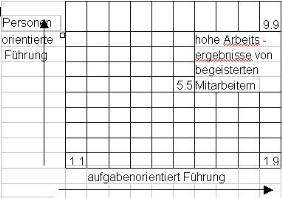 Personen
orientierte
Führung
9.9
hohe Arbeits -
ergebnisse von
begeisterten
5.5 Mitarbeitern
1.1
1.9
aufgabenorientiert Führung